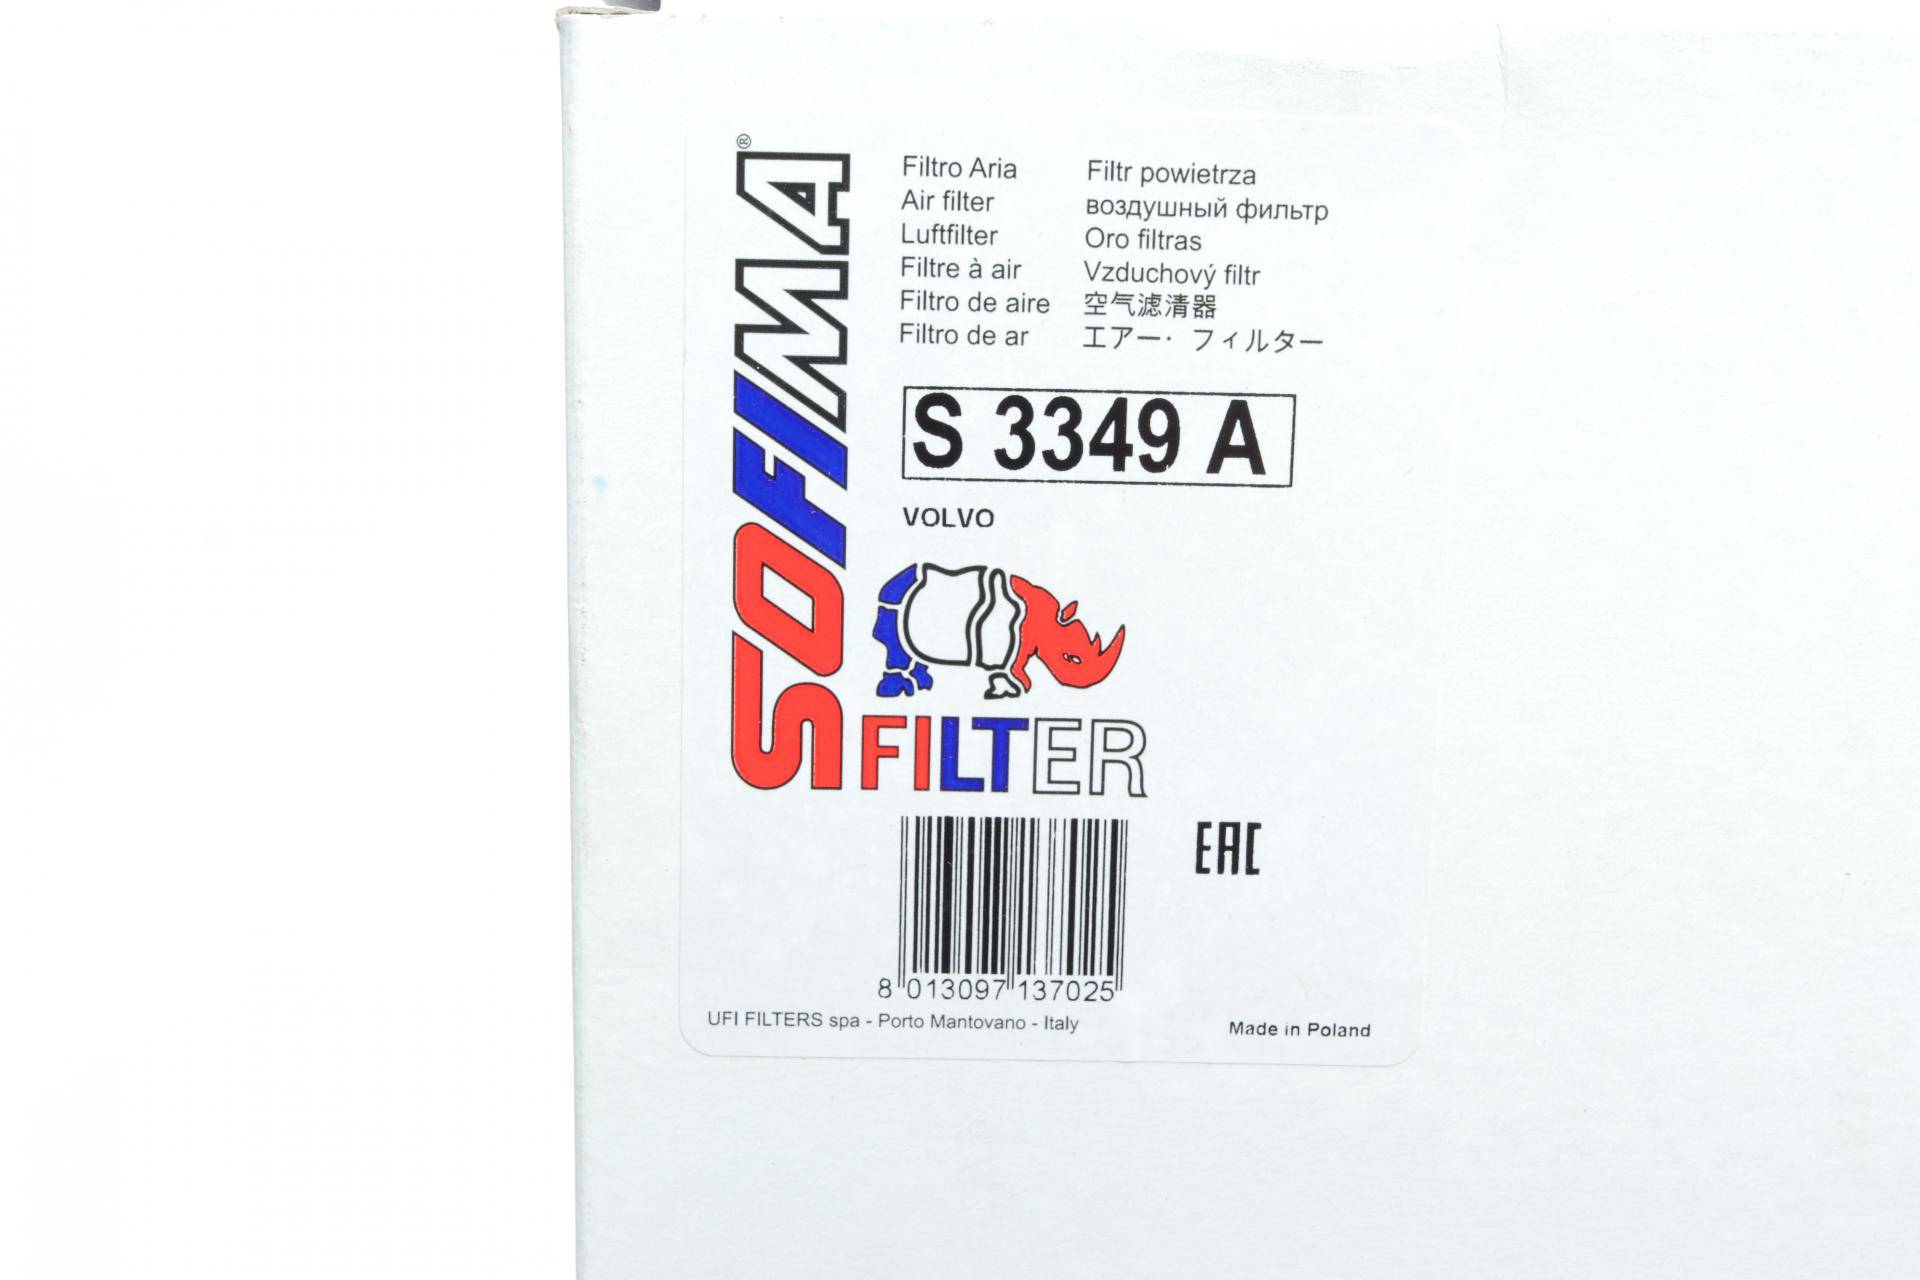 SOFIMA®
Filtro Aria
Air filter
Luftfilter
Filtre à air
Filtro de aire
Filtro de ar
Filtr powietrza
воздушный фильтр
Oro filtras
Vzduchový filtr
空气滤清器
エアー・フィルター
S 3349 A
VOLVO
FILTER
EAC
8 013097 137025
UFI FILTERS spa - Porto Mantovano - Italy
Made in Poland